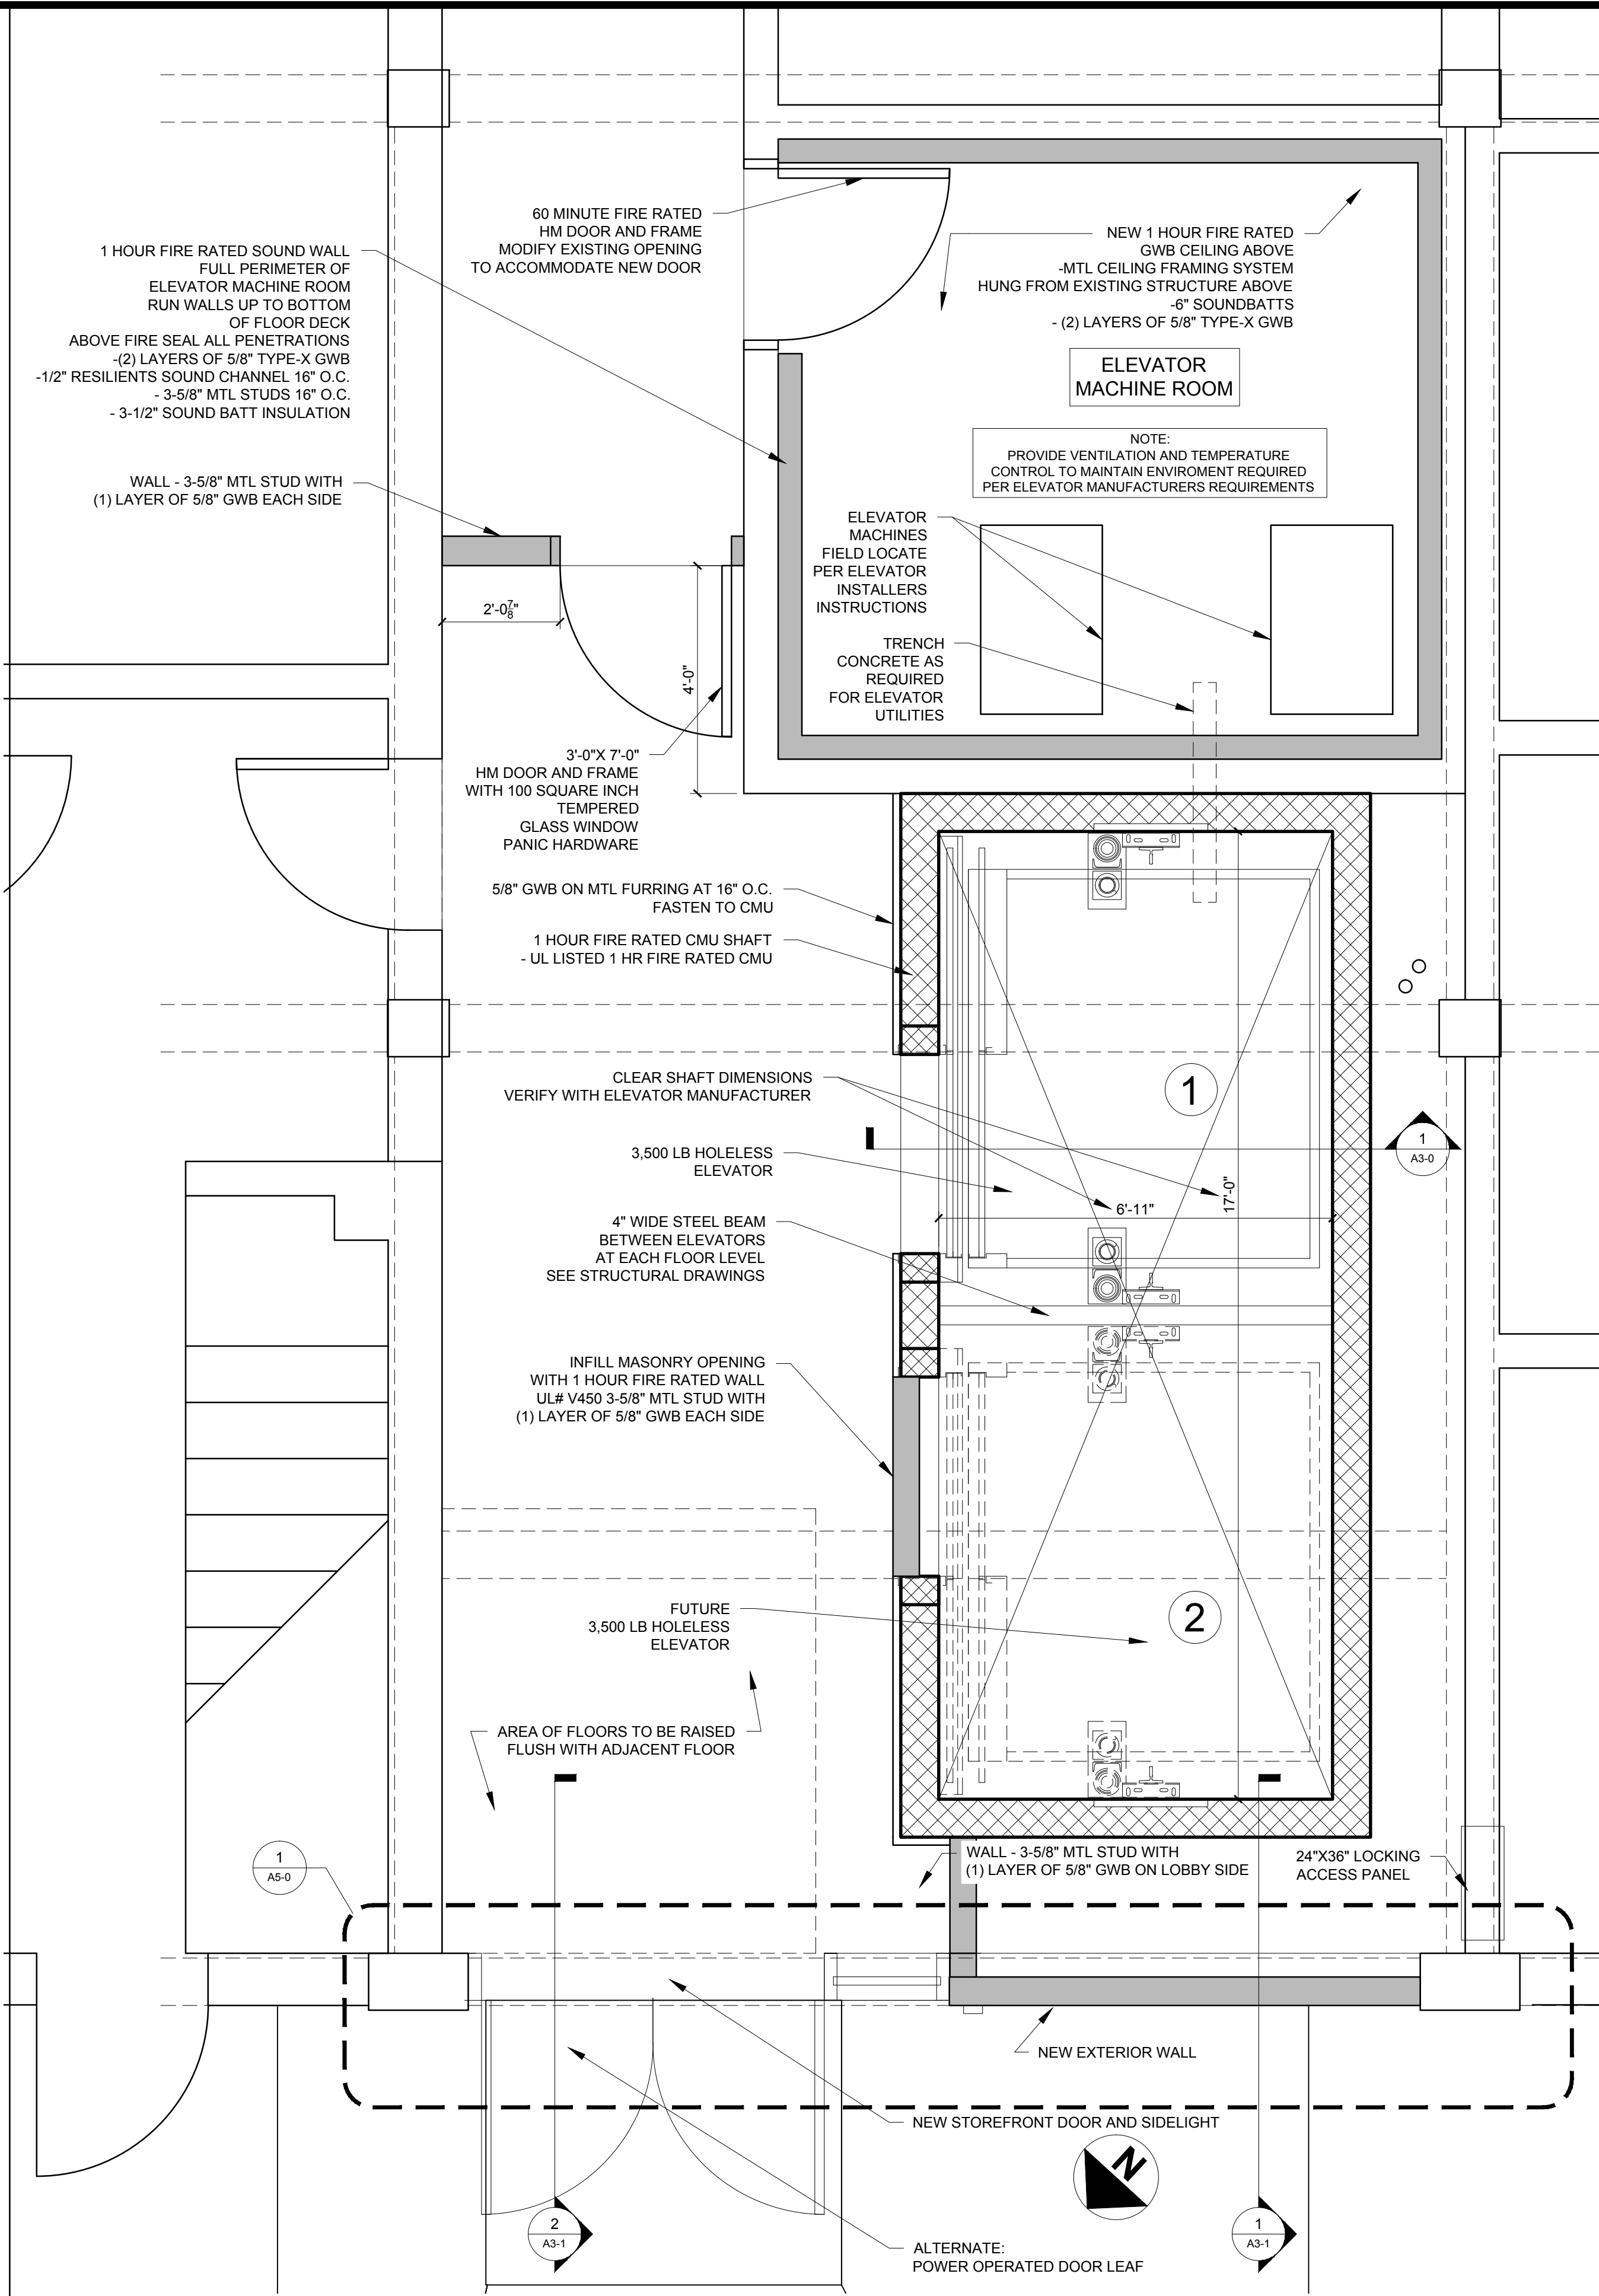 60 MINUTE FIRE RATED
HM DOOR AND FRAME
MODIFY EXISTING OPENING
TO ACCOMMODATE NEW DOOR
1 HOUR FIRE RATED SOUND WALL
FULL PERIMETER OF
ELEVATOR MACHINE ROOM
RUN WALLS UP TO BOTTOM
OF FLOOR DECK
ABOVE FIRE SEAL ALL PENETRATIONS
-(2) LAYERS OF 5/8" TYPE-X GWB
-1/2" RESILIENTS SOUND CHANNEL 16" O.C.
- 3-5/8" MTL STUDS 16" O.C.
- 3-1/2" SOUND BATT INSULATION
NEW 1 HOUR FIRE RATED
GWB CEILING ABOVE
-MTL CEILING FRAMING SYSTEM
HUNG FROM EXISTING STRUCTURE ABOVE
-6" SOUNDBATTS
- (2) LAYERS OF 5/8" TYPE-X GWB
ELEVATOR
MACHINE ROOM
NOTE:
PROVIDE VENTILATION AND TEMPERATURE
CONTROL TO MAINTAIN ENVIROMENT REQUIRED
PER ELEVATOR MANUFACTURERS REQUIREMENTS
WALL - 3-5/8" MTL STUD WITH
(1) LAYER OF 5/8" GWB EACH SIDE
ELEVATOR
MACHINES
FIELD LOCATE
PER ELEVATOR
INSTALLERS
INSTRUCTIONS
2'-0 7/8"
4'-0"
TRENCH
CONCRETE AS
REQUIRED
FOR ELEVATOR
UTILITIES
3'-0"X 7'-0"
HM DOOR AND FRAME
WITH 100 SQUARE INCH
TEMPERED
GLASS WINDOW
PANIC HARDWARE
5/8" GWB ON MTL FURRING AT 16" O.C.
FASTEN TO CMU
1 HOUR FIRE RATED CMU SHAFT
- UL LISTED 1 HR FIRE RATED CMU
CLEAR SHAFT DIMENSIONS
VERIFY WITH ELEVATOR MANUFACTURER
1
1
A3-0
3,500 LB HOLELESS
ELEVATOR
6'-11"
17'-0"
4" WIDE STEEL BEAM
BETWEEN ELEVATORS
AT EACH FLOOR LEVEL
SEE STRUCTURAL DRAWINGS
INFILL MASONRY OPENING
WITH 1 HOUR FIRE RATED WALL
UL# V450 3-5/8" MTL STUD WITH
(1) LAYER OF 5/8" GWB EACH SIDE
FUTURE
3,500 LB HOLELESS
ELEVATOR
2
AREA OF FLOORS TO BE RAISED
FLUSH WITH ADJACENT FLOOR
1
A5-0
WALL - 3-5/8" MTL STUD WITH
(1) LAYER OF 5/8" GWB ON LOBBY SIDE
24"X36" LOCKING
ACCESS PANEL
NEW EXTERIOR WALL
NEW STOREFRONT DOOR AND SIDELIGHT
N
2
A3-1
1
A3-1
ALTERNATE:
POWER OPERATED DOOR LEAF